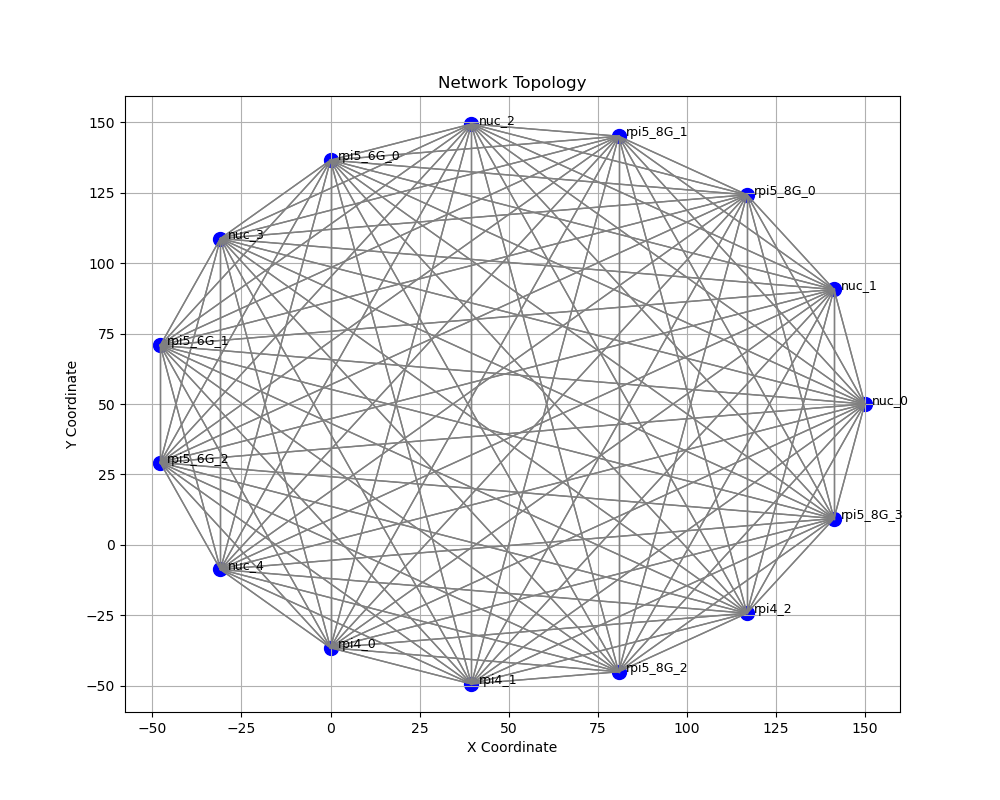 Network Topology
nuc_2
rpi5_8G_1
rpi5_6G_0
rpi5_8G_0
nuc_3
nuc_1
rpi5_6G_1
nuc_0
rpi5_6G_2
rpi5_8G_3
nuc_4
rpi4_2
rpi4_0
rpi5_8G_2
rpi4_1
150
125
100
75
50
25
0
−25
−50
Y Coordinate
−50 −25 0 25 50 75 100 125 150
X Coordinate